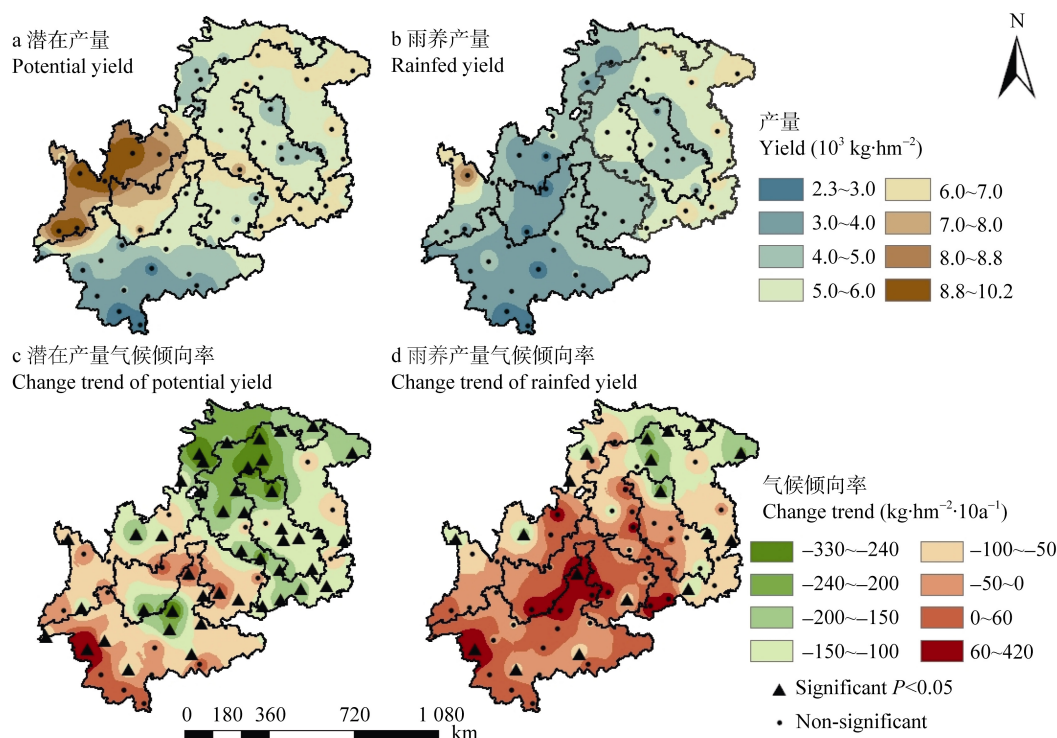 a 潜在产量
Potential yield
b 雨养产量
Rainfed yield
N
产量
Yield (10³ kg·hm⁻²)
2.3~3.0
6.0~7.0
3.0~4.0
7.0~8.0
4.0~5.0
8.0~8.8
5.0~6.0
8.8~10.2
c 潜在产量气候倾向率
Change trend of potential yield
d 雨养产量气候倾向率
Change trend of rainfed yield
气候倾向率
Change trend (kg·hm⁻²·10a⁻¹)
−330~−240
−100~−50
−240~−200
−50~0
−200~−150
0~60
−150~−100
60~420
Significant P<0.05
Non-significant
0 180 360 720 1 080
km